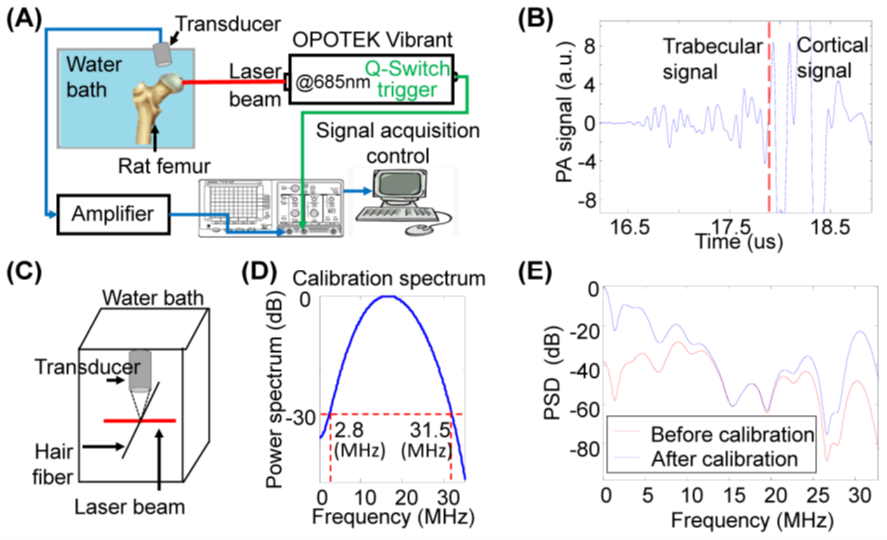 (A)
Transducer
Water
bath
Rat femur
Laser
beam
OPOTEK Vibrant
@685nm
Q-Switch
trigger
Signal acquisition
control
Amplifier
(B)
PA signal (a.u.)
8
4
0
-4
-8
Trabecular
signal
Cortical
signal
16.5
17.5
18.5
Time (us)
(C)
Water bath
Transducer
Hair
fiber
Laser beam
(D)
Calibration spectrum
Power spectrum (dB)
0
-30
2.8
(MHz)
31.5
(MHz)
0
10
20
30
Frequency (MHz)
(E)
PSD (dB)
0
-20
-40
-60
-80
Before calibration
After calibration
0
5
10
15
20
25
30
Frequency (MHz)